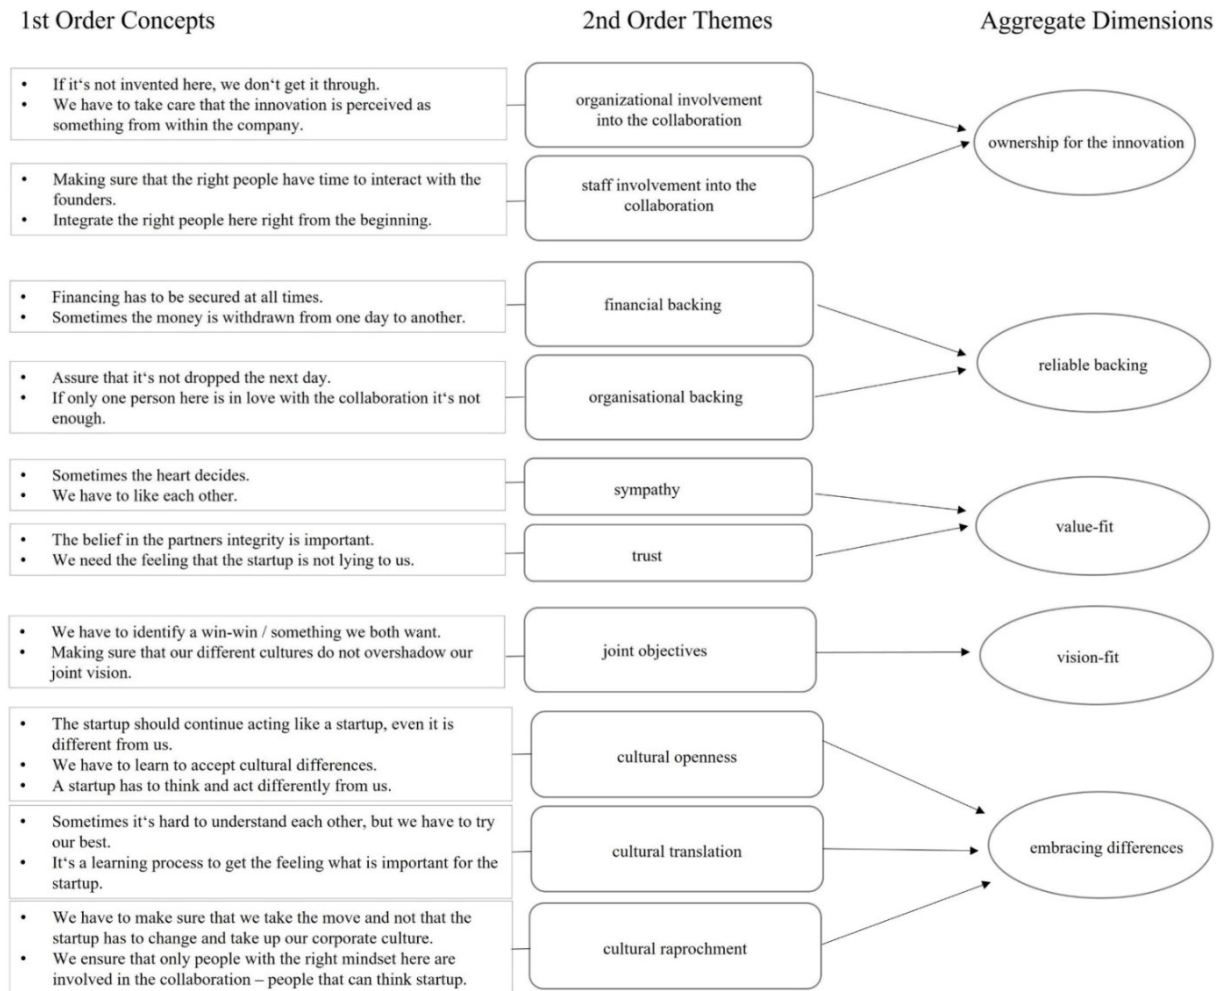 1st Order Concepts
2nd Order Themes
Aggregate Dimensions
• If‘s not invented here, we don‘t get it through.
• We have to take care that the innovation is perceived as
something from within the company.
organizational involvement
into the collaboration
ownership for the innovation
• Making sure that the right people have time to interact with the
founders.
• Integrate the right people here right from the beginning.
staff involvement into the
collaboration
• Financing has to be secured at all times.
• Sometimes the money is withdrawn from one day to another.
financial backing
reliable backing
• Assure that it‘s not dropped the next day.
• If only one person here is in love with the collaboration it‘s not
enough.
organisational backing
• Sometimes the heart decides.
• We have to like each other.
sympathy
value-fit
• The belief in the partners integrity is important.
• We need the feeling that the startup is not lying to us.
trust
• We have to identify a win-win / something we both want.
• Making sure that our different cultures do not overshadow our
joint vision.
joint objectives
vision-fit
• The startup should continue acting like a startup, even it is
different from us.
• We have to learn to accept cultural differences.
• A startup has to think and act differently from us.
cultural openness
embracing differences
• Sometimes it‘s hard to understand each other, but we have to try
our best.
• It‘s a learning process to get the feeling what is important for the
startup.
cultural translation
• We have to make sure that we take the move and not that the
startup has to change and take up our corporate culture.
• We ensure that only people with the right mindset here are
involved in the collaboration – people that can think startup.
cultural raprochment